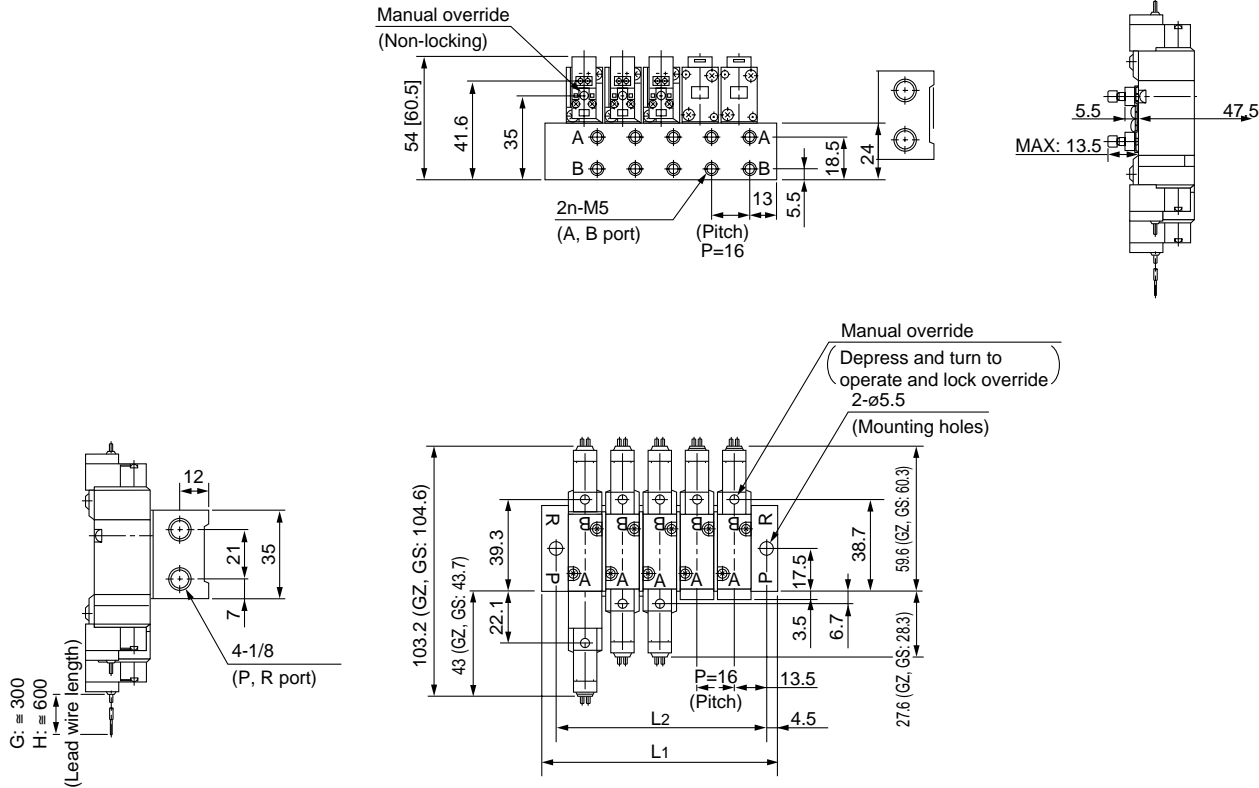 Manual override
(Non-locking)
54 [60.5]
41.6
35
A
A
B
B
18.5
24
5.5
13
2n-M5
(A, B port)
(Pitch)
P=16
5.5
47.5
MAX: 13.5
Manual override
(Depress and turn to
operate and lock override)
2-ø5.5
(Mounting holes)
12
21
35
7
4-1/8
(P, R port)
G: ≅ 300
H: ≅ 600
(Lead wire length)
103.2 (GZ, GS: 104.6)
43 (GZ, GS: 43.7)
39.3
22.1
R
B
B
B
B
B
R
P
A
A
A
A
A
P
17.5
38.7
59.6 (GZ, GS: 60.3)
3.5
6.7
27.6 (GZ, GS: 28.3)
P=16
(Pitch)
13.5
L2
4.5
L1